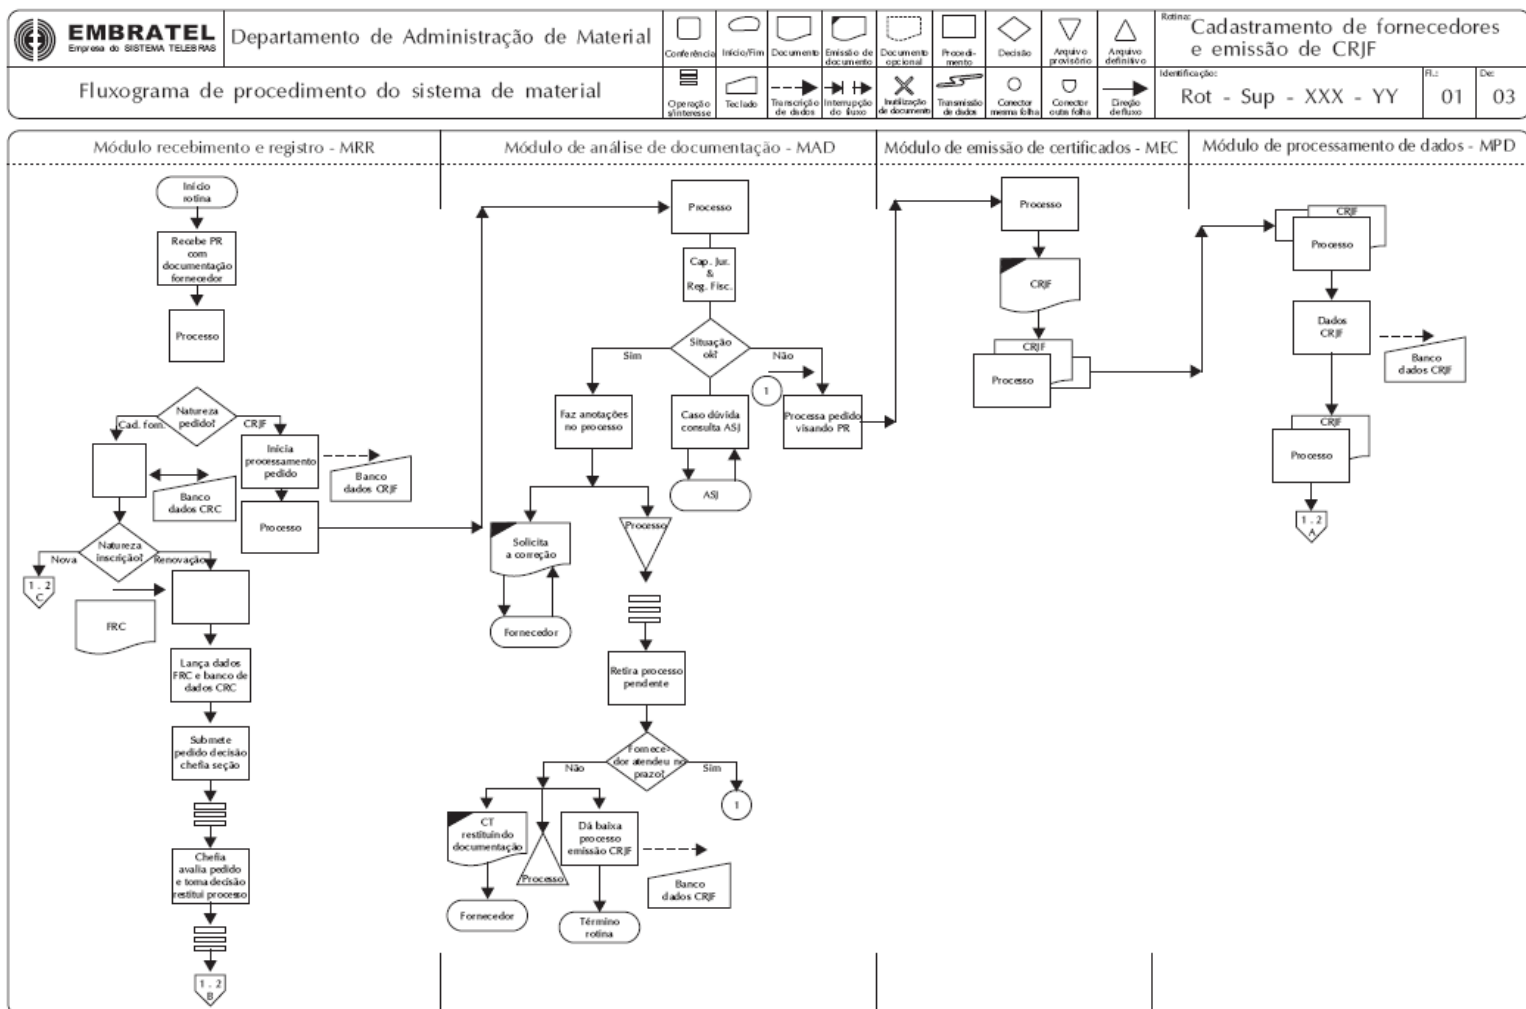 EMBRATEL
Empresa do SISTEMA TELEBRAS
Departamento de Administração de Material
Fluxograma de procedimento do sistema de material
Conferência
Início/Fim
Documento
Emissão de
documento
Documento
opcional
Procedi-
mento
Decisão
Arquivo
provisório
Arquivo
definitivo
Operação
s/interesse
Teclado
Transcrição
de dados
Interrupção
do fluxo
Inutilização
de documento
Transmissão
de dados
Conector
mesma folha
Conector
outra folha
Direção
de fluxo
Rotina:
Cadastramento de fornecedores
e emissão de CRJF
Identificação:
Rot - Sup - XXX - YY
Fl.:
01
De:
03
Módulo recebimento e registro - MRR
Início
rotina
Recebe PR
com
documentação
fornecedor
Processo
Natureza
pedido?
Cad. forn.
CRJF
Inicia
processamento
pedido
Banco
dados CRJF
Banco
dados CRC
Processo
Natureza
inscrição?
Nova
Renovação
1 . 2
C
FRC
Lança dados
FRC e banco de
dados CRC
Submete
pedido decisão
chefia seção
Chefia
avalia pedido
e toma decisão
restitui processo
1 . 2
B
Módulo de análise de documentação - MAD
Processo
Cap. Jur.
&
Reg. Fisc.
Situação
ok?
Sim
Não
1
Faz anotações
no processo
Caso dúvida
consulta ASJ
Processa pedido
visando PR
ASJ
Solicita
a correção
Processo
Fornecedor
Retira processo
pendente
Fornece-
dor atendeu no
prazo?
Não
Sim
1
CT
restituindo
documentação
Processo
Dá baixa
processo
emissão CRJF
Banco
dados CRJF
Fornecedor
Término
rotina
Módulo de emissão de certificados - MEC
Processo
CRJF
CRJF
Processo
Módulo de processamento de dados - MPD
CRJF
Processo
Dados
CRJF
Banco
dados CRJF
CRJF
Processo
1 . 2
A